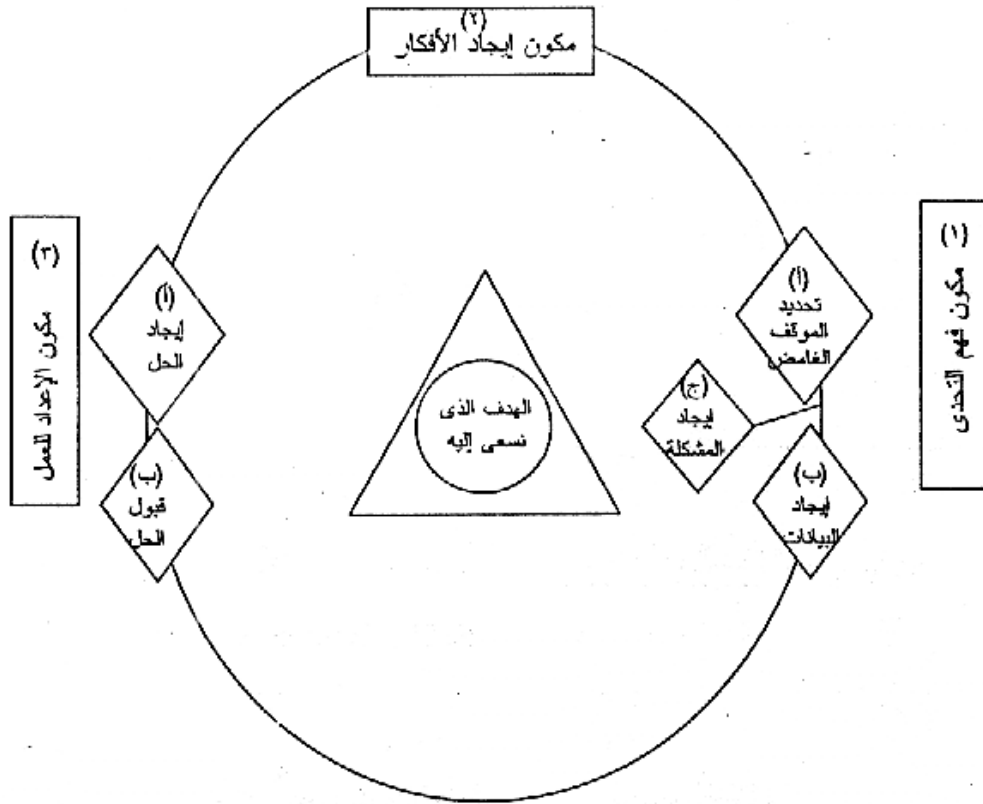 (٢)
مكون إيجاد الأفكار
(١) مكون فهم التحدى
(أ)
تحديد
الموقف
الغامض
(ب)
إيجاد
البيانات
(ج)
إيجاد
المشكلة
الهدف الذى
نسعى إليه
(أ)
إيجاد
الحل
(ب)
قبول
الحل
(٣) مكون الإعداد للعمل